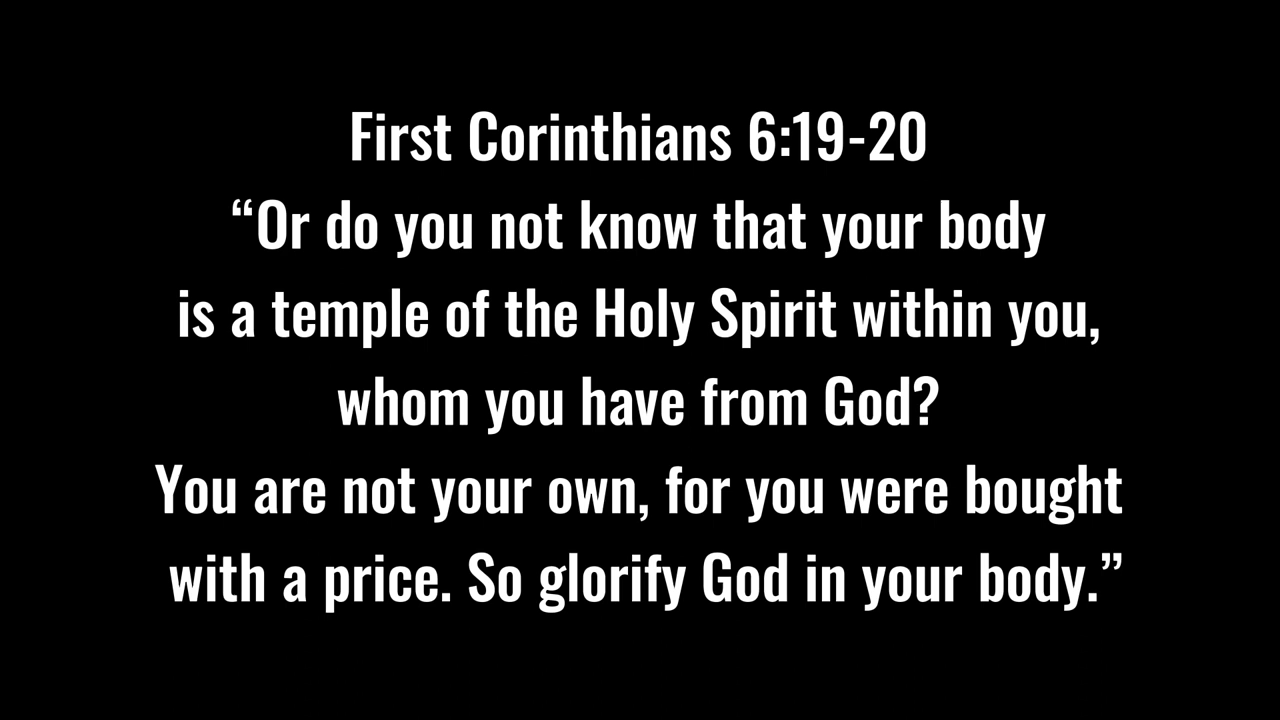 First Corinthians 6:19-20
“Or do you not know that your body
is a temple of the Holy Spirit within you,
whom you have from God?
You are not your own, for you were bought
with a price. So glorify God in your body.”